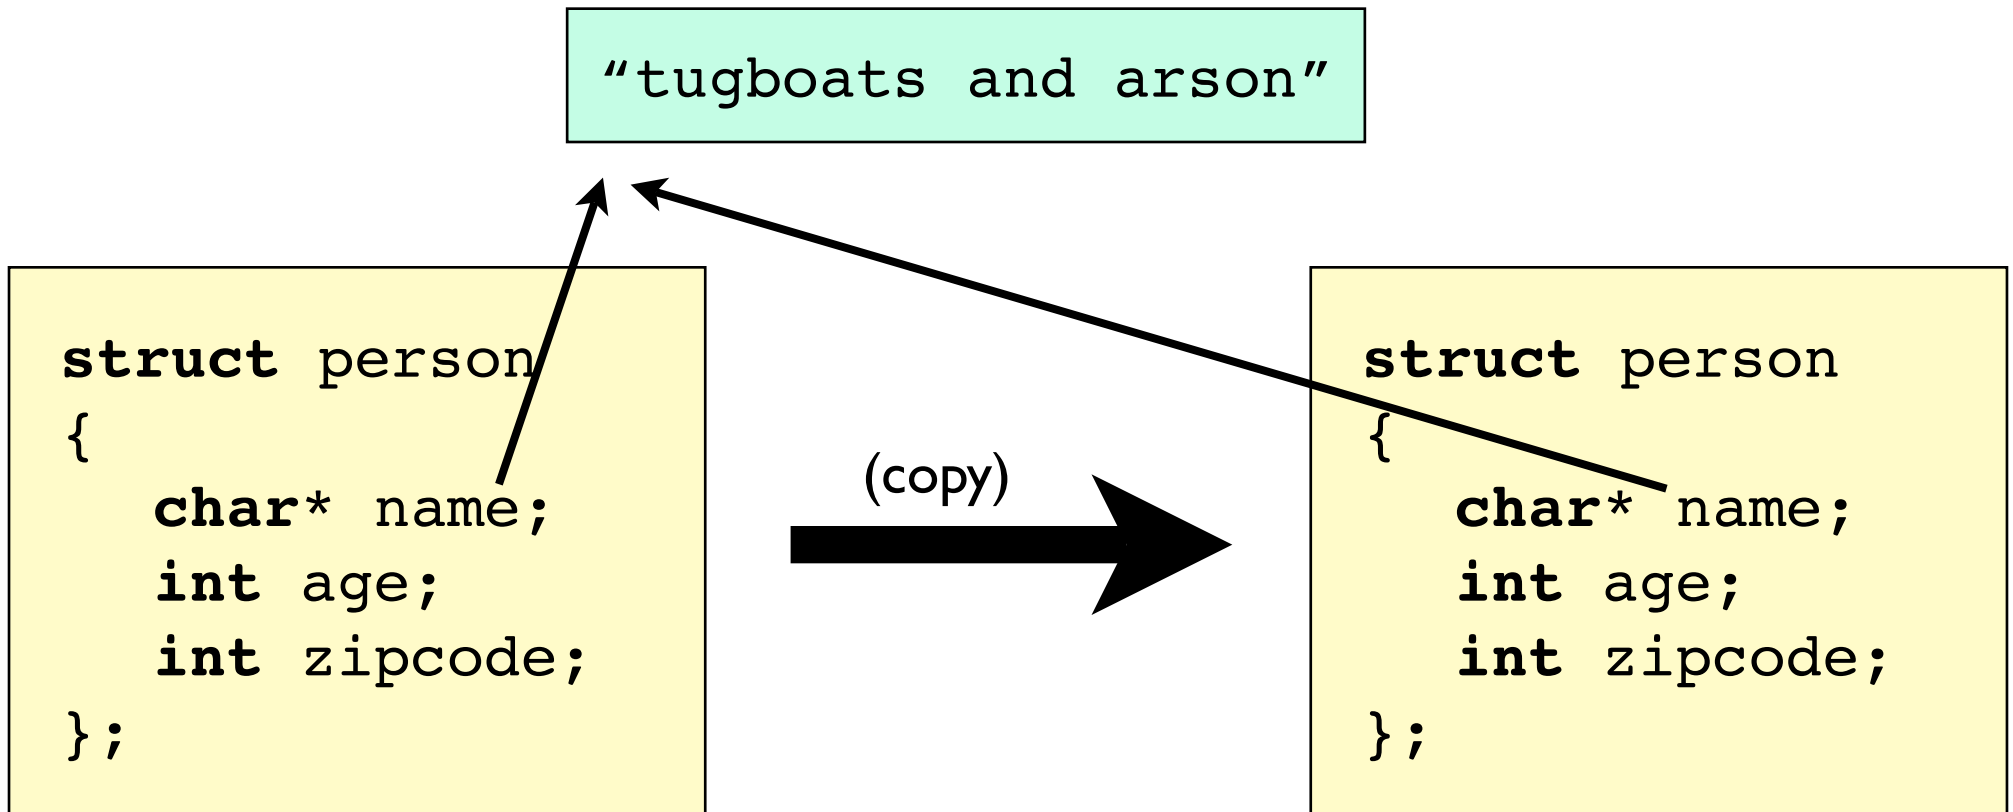 “tugboats and arson”
struct person
{
char* name;
int age;
int zipcode;
};
(copy)
struct person
{
char* name;
int age;
int zipcode;
};